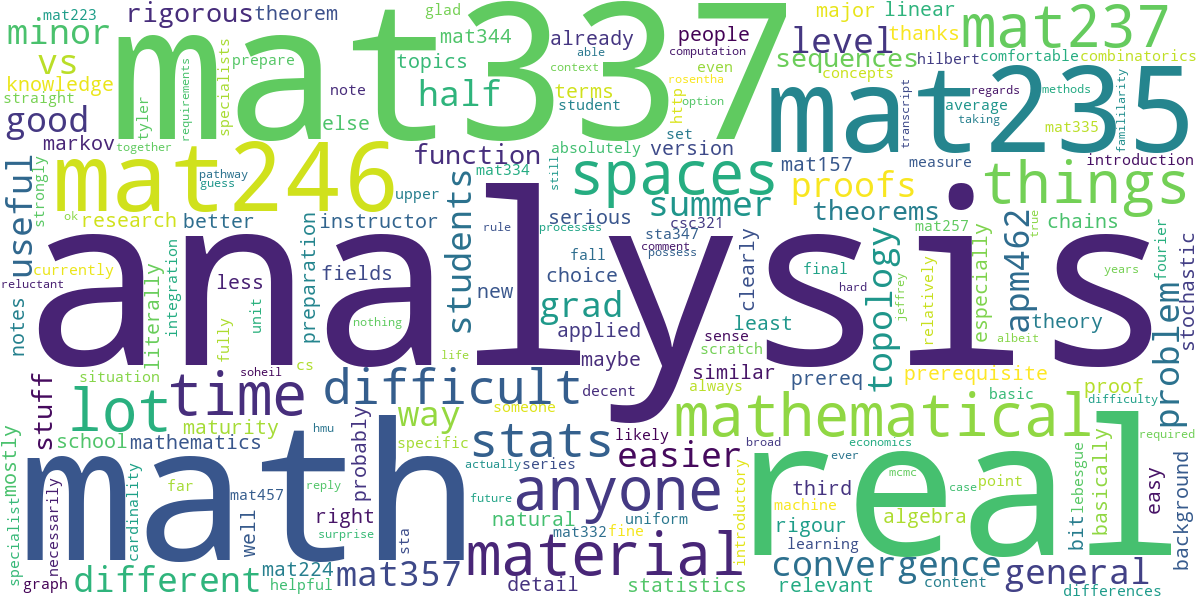 analysis
mat337
math
real
mat235
mat246
mat237
mathematical
material
difficult
anyone
things
spaces
stats
time
lot
students
different
convergence
topology
problem
proofs
grad
easier
half
level
minor
vs
good
useful
general
mat357
summer
apm462
theorems
function
way
stuff
sequences
rigorous
mat223
theorem
glad
mat344
already
able
people
computation
major
linear
thanks
hilbert
comfortable
combinatorics
knowledge
straight
specialists
requirements
prepare
topics
context
even
rosentha
concepts
transcript
regards
methods
average
taking
famililarity
mat335
markov
tyler
together
note
else
terms
student
http
option
set
version
absolutely
still
strongly
pathway
guess
ok
research
better
instructor
upper
mat334
measure
mat157
introduction
currently
reluctant
literally
integration
less
unit
fully
preparation
fields
nothing
new
rule
serious
processes
fall
choice
csc321
sta347
comment
possess
clearly
final
hard
jeffrey
relatively
mat257
especially
true
chains
fourier
stochastic
years
theory
albeit
notes
applied
least
sense
scratch
maybe
similar
always
decent
prereq
prerequisite
basic
proof
difficulty
required
situation
soheil
cs
life
maturity
school
mathematics
hmu
someone
specific
likely
broad
economics
ever
mostly
specialist
necessarily
cardinality
far
mat457
well
probably
right
reply
surprise
sta
actually
series
future
natural
uniform
mat332
fine
introductory
third
machine
learning
mcmc
case
point
rigour
algebra
relevant
content
bit
lebesgue
basically
easy
background
differences
graph
mat224
helpful
detail
statistics